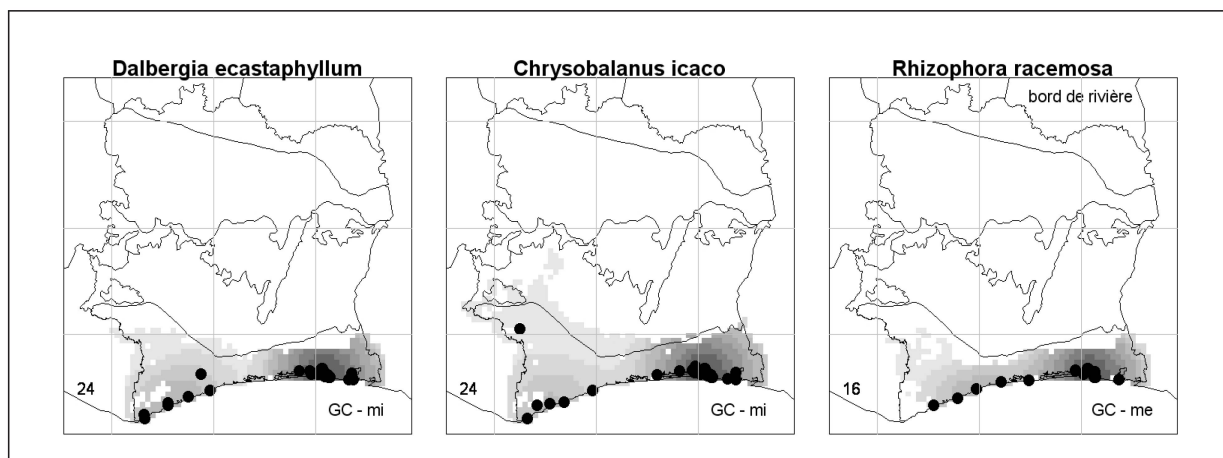 Dalbergia ecastaphyllum
24
GC - mi
Chrysobalanus icaco
24
GC - mi
Rhizophora racemosa
bord de rivière
16
GC - me